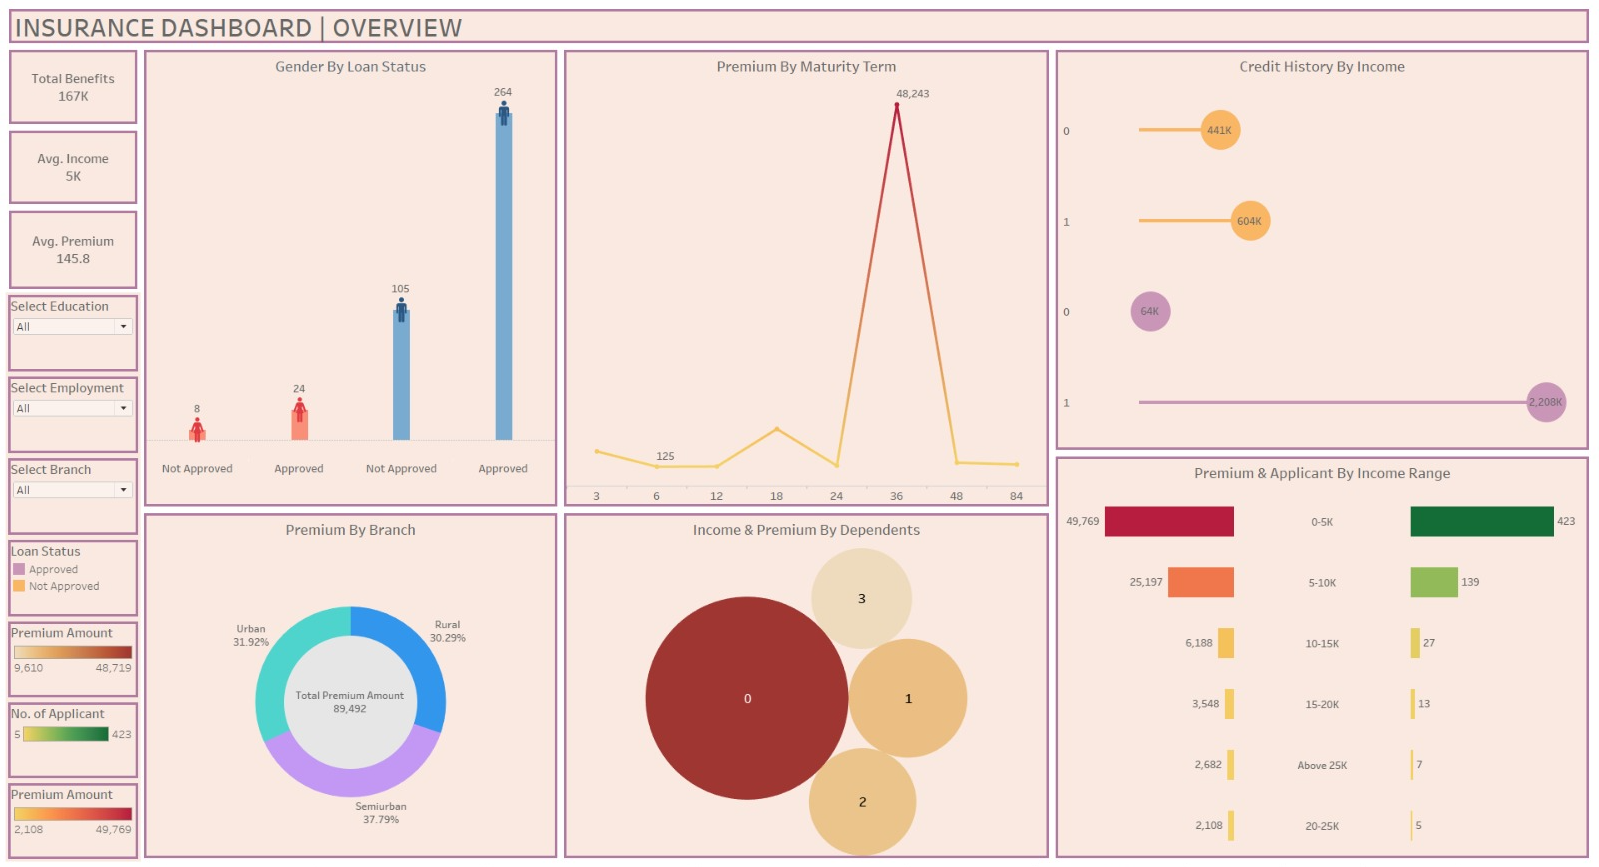 INSURANCE DASHBOARD | OVERVIEW
Total Benefits
167K
Avg. Income
5K
Avg. Premium
145.8
Select Education
All
Select Employment
All
Select Branch
All
Loan Status
Approved
Not Approved
Premium Amount
9,610 48,719
No. of Applicant
5 423
Premium Amount
2,108 49,769
Gender By Loan Status
264
105
24
8
Not Approved Approved Not Approved Approved
Premium By Maturity Term
48,243
125
3 6 12 18 24 36 48 84
Credit History By Income
0 441K
1 604K
0 64K
1 2,208K
Premium By Branch
Urban
31.92%
Rural
30.29%
Total Premium Amount
89,492
Semiurban
37.79%
Income & Premium By Dependents
3
0
1
2
Premium & Applicant By Income Range
49,769 0-5K 423
25,197 5-10K 139
6,188 10-15K 27
3,548 15-20K 13
2,682 Above 25K 7
2,108 20-25K 5